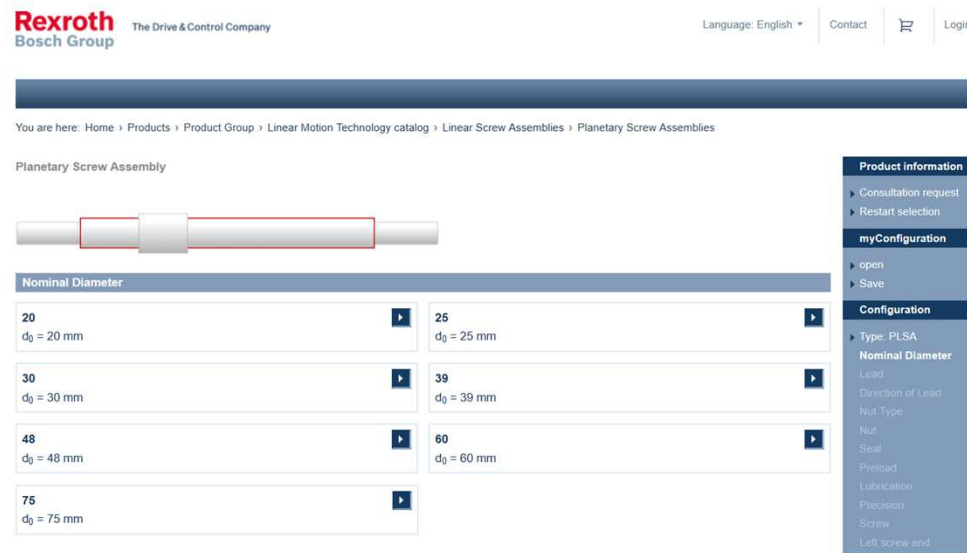 Rexroth
Bosch Group
The Drive & Control Company
Language: English
Contact
Login
You are here: Home › Products › Product Group › Linear Motion Technology catalog › Linear Screw Assemblies › Planetary Screw Assemblies
Planetary Screw Assembly
Nominal Diameter
20
d0 = 20 mm
25
d0 = 25 mm
30
d0 = 30 mm
39
d0 = 39 mm
48
d0 = 48 mm
60
d0 = 60 mm
75
d0 = 75 mm
Product information
Consultation request
Restart selection
myConfiguration
open
Save
Configuration
Type: PLSA
Nominal Diameter
Lead
Direction of Lead
Nut Type
Nut
Seal
Preload
Lubrication
Precision
Screw
Left screw end